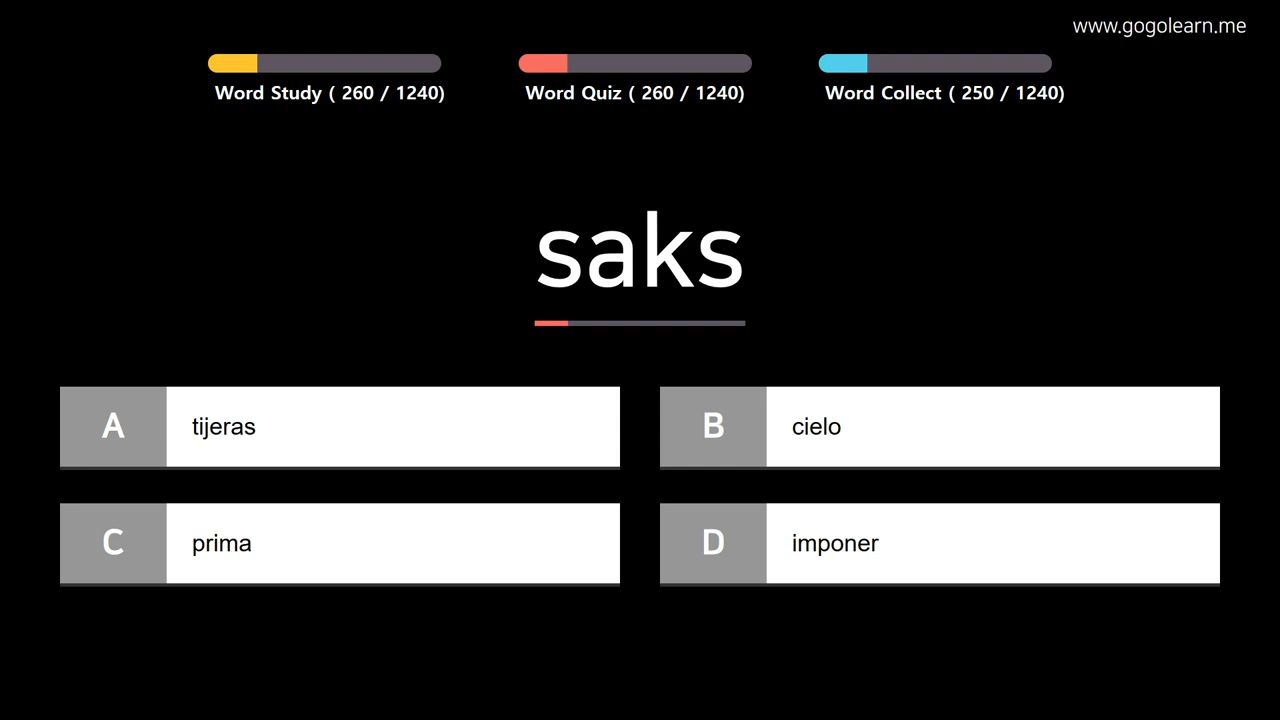 www.gogolearn.me
Word Study ( 260 / 1240)
Word Quiz ( 260 / 1240)
Word Collect ( 250 / 1240)
saks
A
tijeras
B
cielo
C
prima
D
imponer